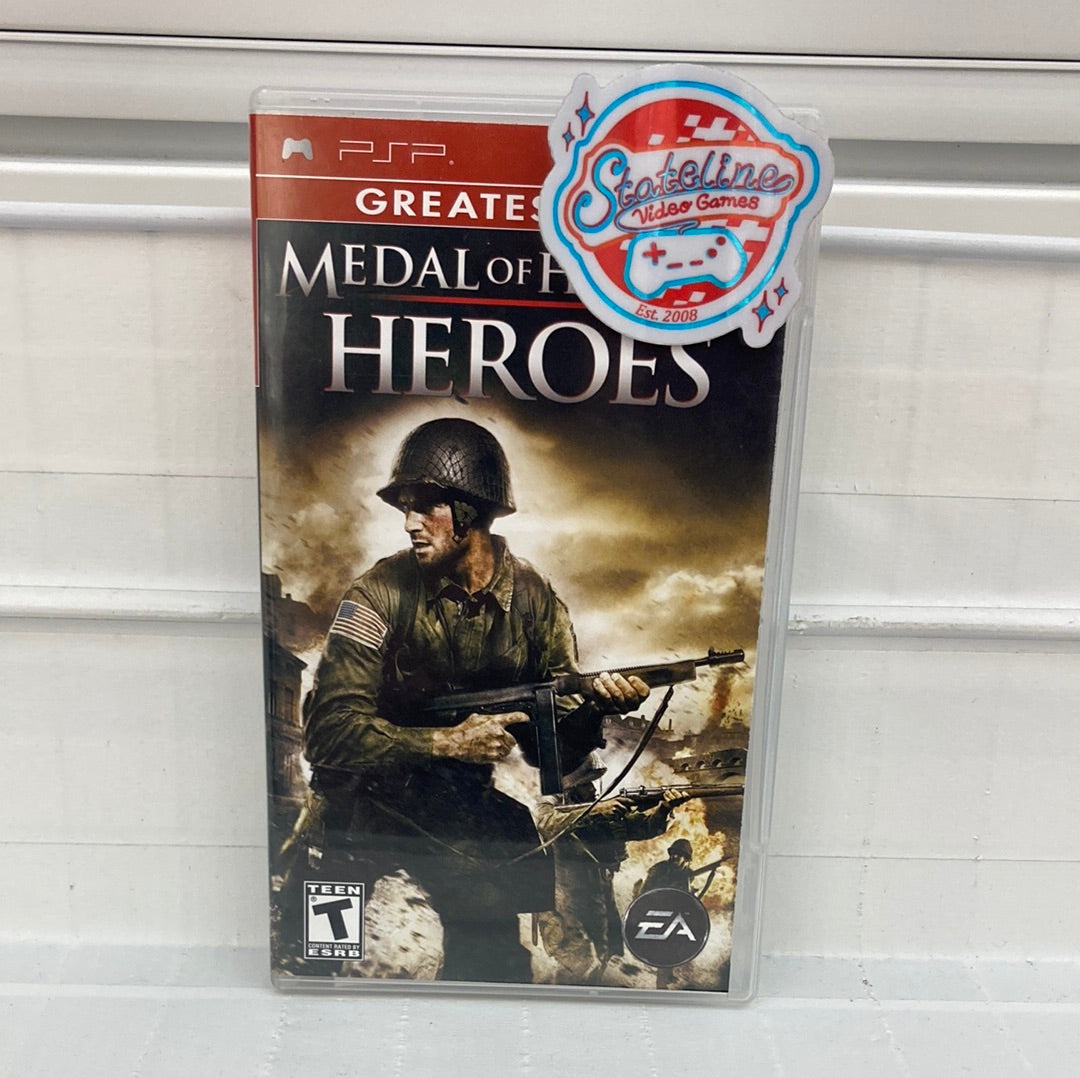 PSP
GREATES
MEDAL OF H
HEROES
Stateline
Video Games
Est. 2008
TEEN
T
CONTENT RATED BY
ESRB
EA